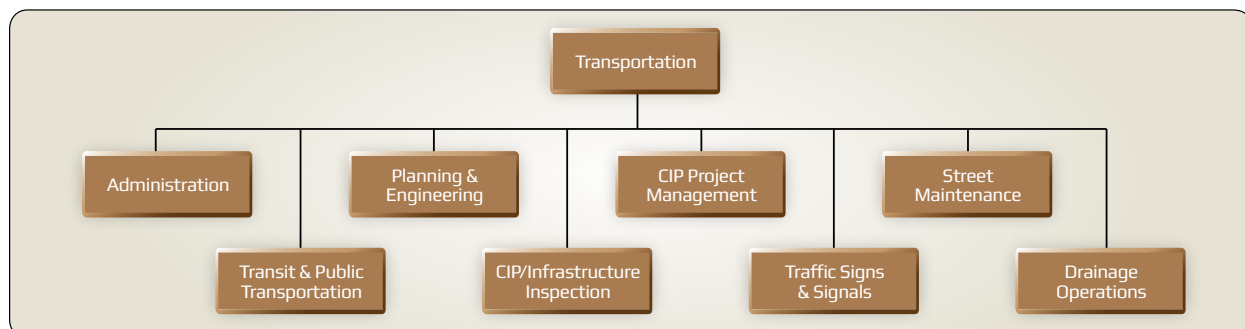 Transportation
Administration
Planning &
Engineering
CIP Project
Management
Street
Maintenance
Transit & Public
Transportation
CIP/Infrastructure
Inspection
Traffic Signs
& Signals
Drainage
Operations